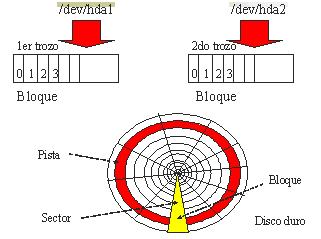 /dev/hda1
/dev/hda2
1er trozo
2do trozo
0 1 2 3
0 1 2 3
Bloque
Bloque
Pista
Bloque
Sector
Disco duro